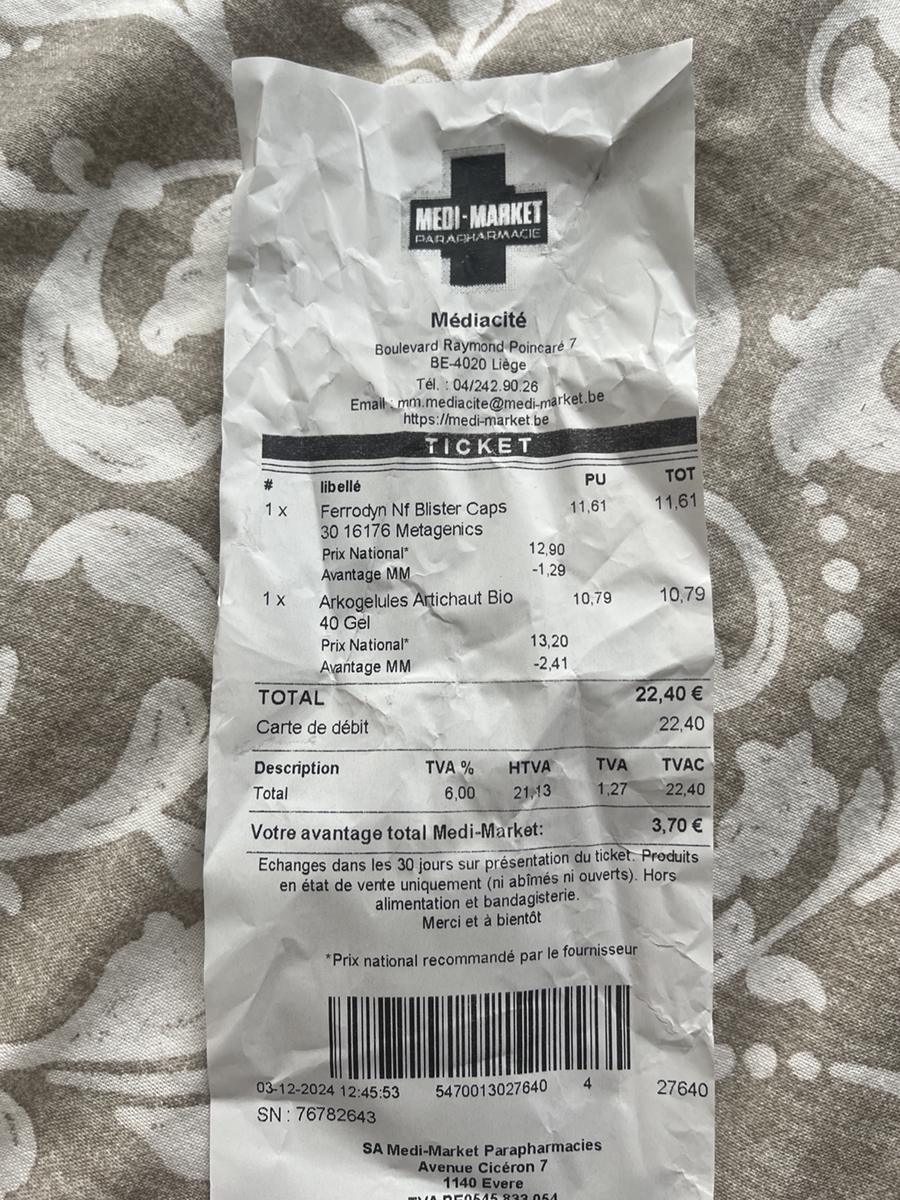 MEDI-MARKET
PARAPHARMACIE
Médiacité
Boulevard Raymond Poincaré 7
BE-4020 Liège
Tél. : 04/242.90.26
Email : mm.mediacite@medi-market.be
https://medi-market.be
TICKET
# libellé PU TOT
1 x Ferrodyn Nf Blister Caps 11,61 11,61
30 16176 Metagenics
Prix National* 12,90
Avantage MM -1,29
1 x Arkogelules Artichaut Bio 10,79 10,79
40 Gel
Prix National* 13,20
Avantage MM -2,41
TOTAL 22,40 €
Carte de débit 22,40
Description TVA % HTVA TVA TVAC
Total 6,00 21,13 1,27 22,40
Votre avantage total Medi-Market: 3,70 €
Echanges dans les 30 jours sur présentation du ticket. Produits
en état de vente uniquement (ni abîmés ni ouverts). Hors
alimentation et bandagisterie.
Merci et à bientôt
*Prix national recommandé par le fournisseur
03-12-2024 12:45:53 5470013027640 4 27640
SN : 76782643
SA Medi-Market Parapharmacies
Avenue Cicéron 7
1140 Evere
TVA BE0545.833.054